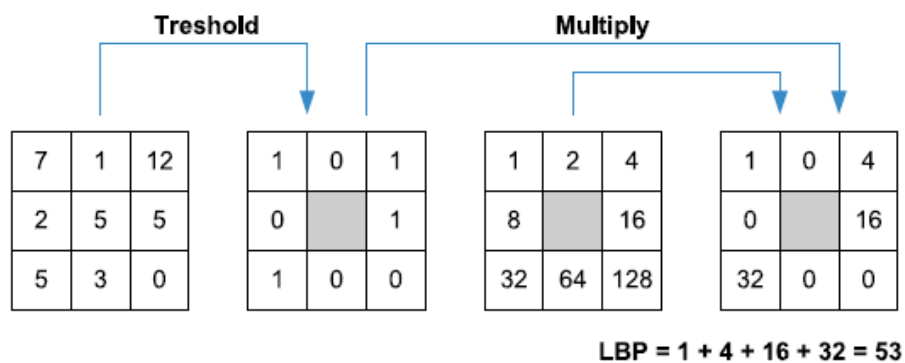 Treshold Multiply
7 1 12 1 0 1 1 2 4 1 0 4
2 5 5 0 1 8 16 0 16
5 3 0 1 0 0 32 64 128 32 0 0
LBP = 1 + 4 + 16 + 32 = 53